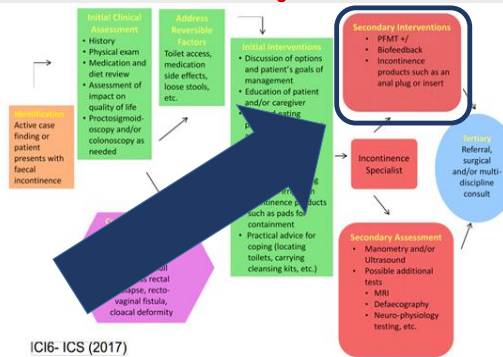 Identification
Active case
finding or
patient
presents with
faecal
incontinence
Initial Clinical
Assessment
• History
• Physical exam
• Medication and
diet review
• Assessment of
impact on
quality of life
• Proctosigmoid-
oscopy and/or
colonoscopy as
needed
Address
Reversible
Factors
Toilet access,
medication
side effects,
loose stools,
etc.
rectal
recto-
vaginal fistula,
cloacal deformity
Initial Interventions
• Discussion of options
and patient's goals of
management
• Education of patient
and/or caregiver
eating
products
such as pads for
containment
• Practical advice for
coping (locating
toilets, carrying
cleansing kits, etc.)
Secondary Interventions
• PFMT +/
• Biofeedback
• Incontinence
products such as an
anal plug or insert
Incontinence
Specialist
Secondary Assessment
• Manometry and/or
Ultrasound
• Possible additional
tests
• MRI
• Defaecography
• Neuro-physiology
testing, etc.
Tertiary
Referral,
surgical
and/or multi-
discipline
consult
ICI6- ICS (2017)